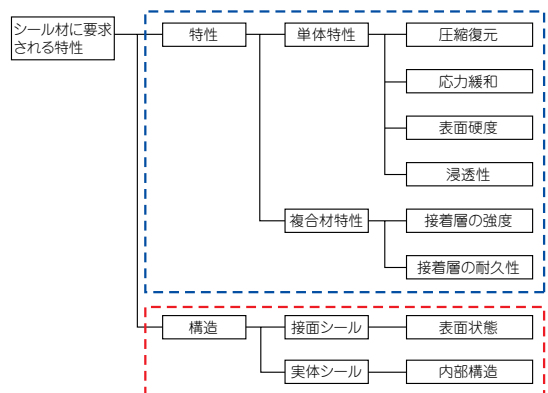 シール材に要求
される特性
特性
単体特性
圧縮復元
応力緩和
表面硬度
浸透性
複合材特性
接着層の強度
接着層の耐久性
構造
接面シール
表面状態
実体シール
内部構造